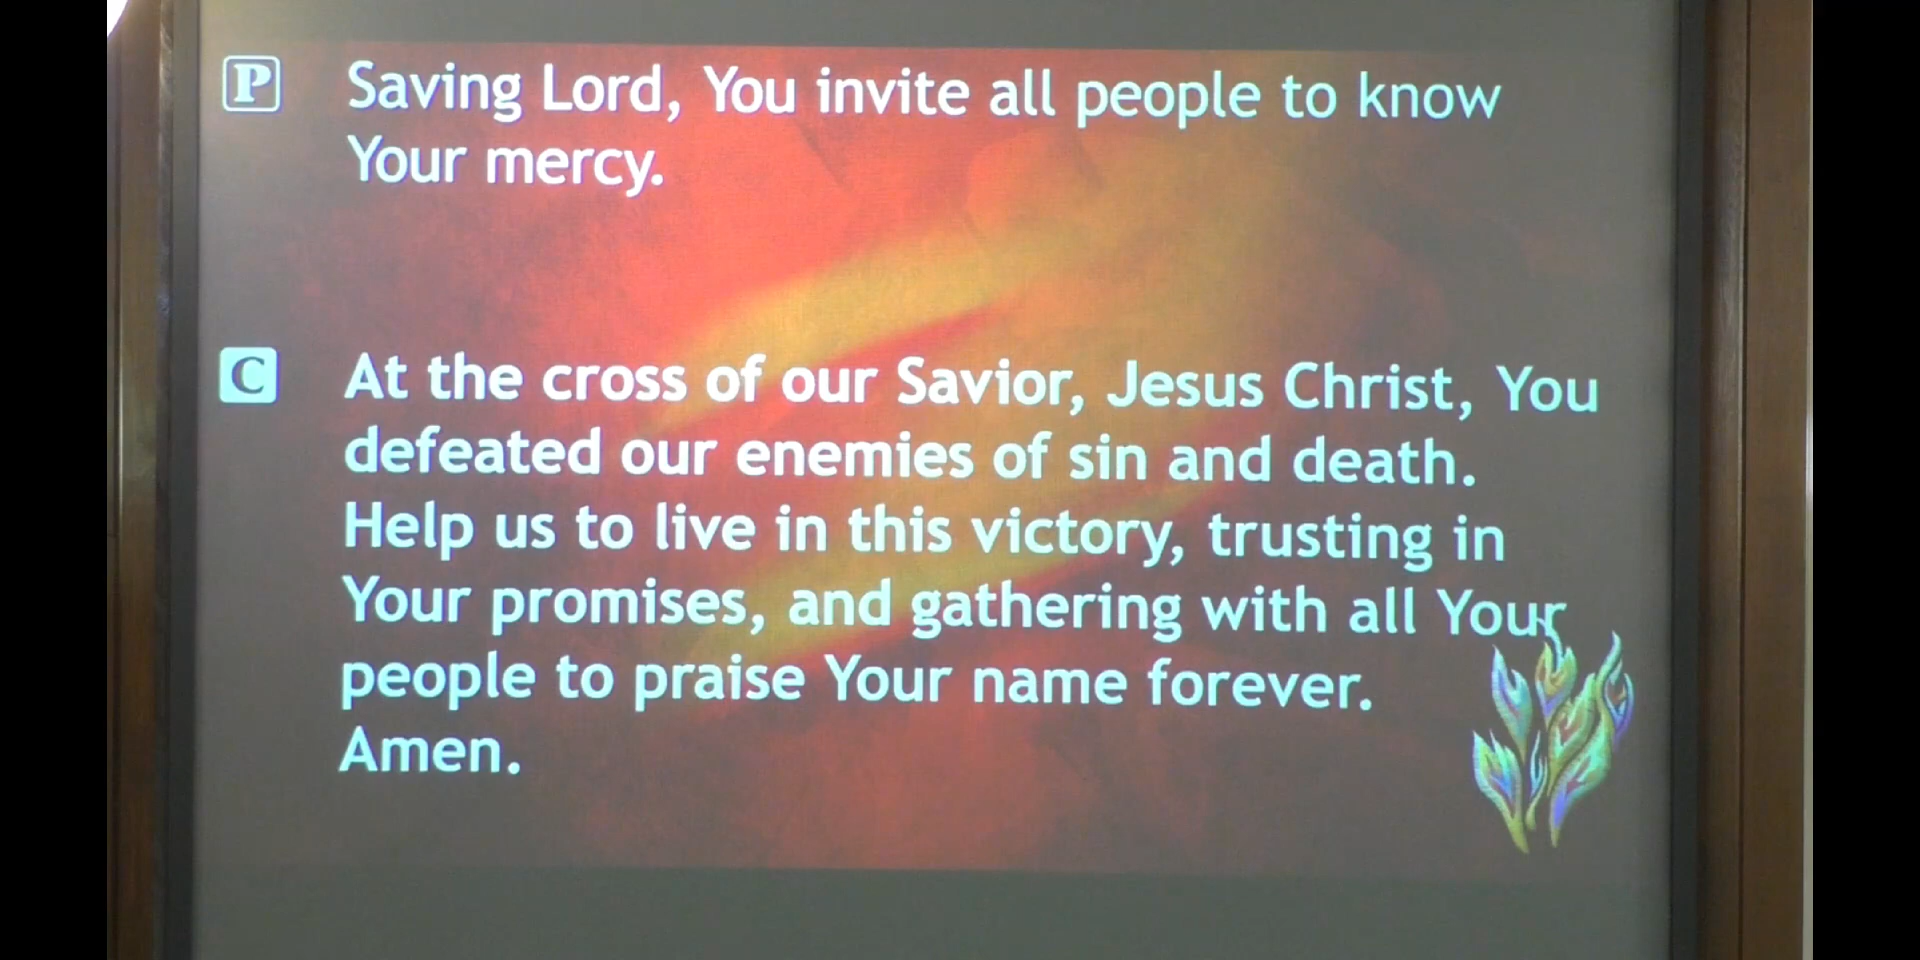 P Saving Lord, You invite all people to know
Your mercy.
C At the cross of our Savior, Jesus Christ, You
defeated our enemies of sin and death.
Help us to live in this victory, trusting in
Your promises, and gathering with all Your
people to praise Your name forever.
Amen.